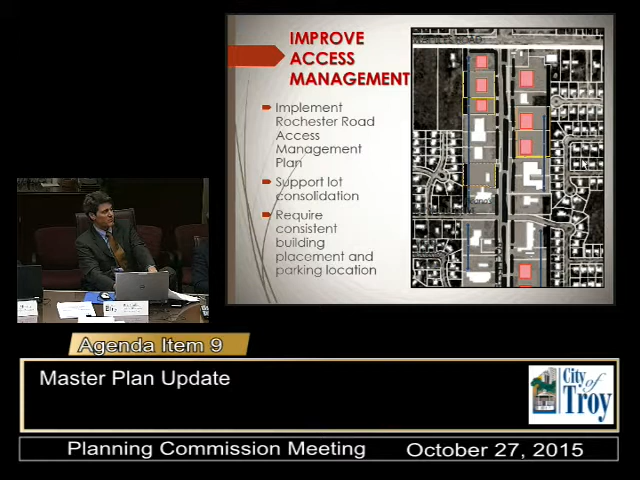 IMPROVE
ACCESS
MANAGEMENT
Implement
Rochester Road
Access
Management
Plan
Support lot
consolidation
Require
consistent
building
placement and
parking location
Agenda Item 9
Master Plan Update
City
of
Troy
Planning Commission Meeting October 27, 2015